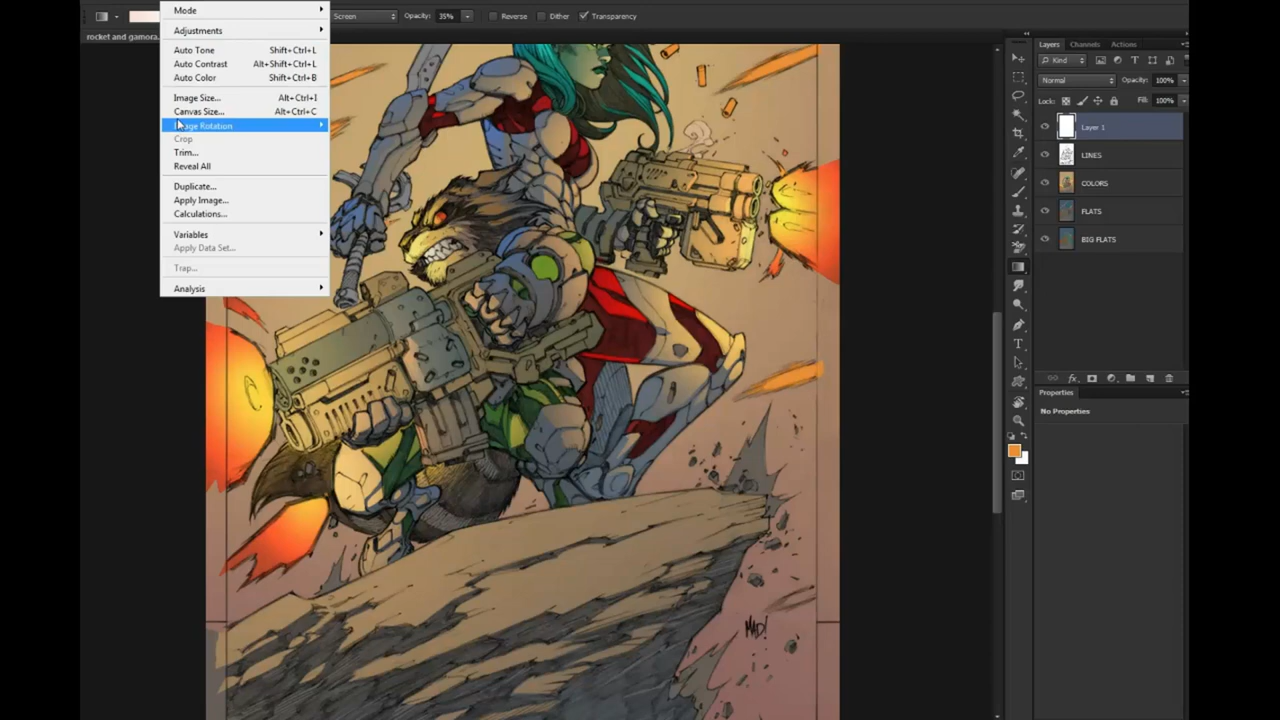 Screen
Opacity: 35%
Reverse
Dither
Transparency
rocket and gamora.
Mode
Adjustments
Auto Tone Shift+Ctrl+L
Auto Contrast Alt+Shift+Ctrl+L
Auto Color Shift+Ctrl+B
Image Size... Alt+Ctrl+I
Canvas Size... Alt+Ctrl+C
Image Rotation
Crop
Trim...
Reveal All
Duplicate...
Apply Image...
Calculations...
Variables
Apply Data Set...
Trap...
Analysis
Layers Channels Actions
Kind
Normal Opacity: 100%
Lock: Fill: 100%
Layer 1
LINES
COLORS
FLATS
BIG FLATS
Properties
No Properties
MAD!